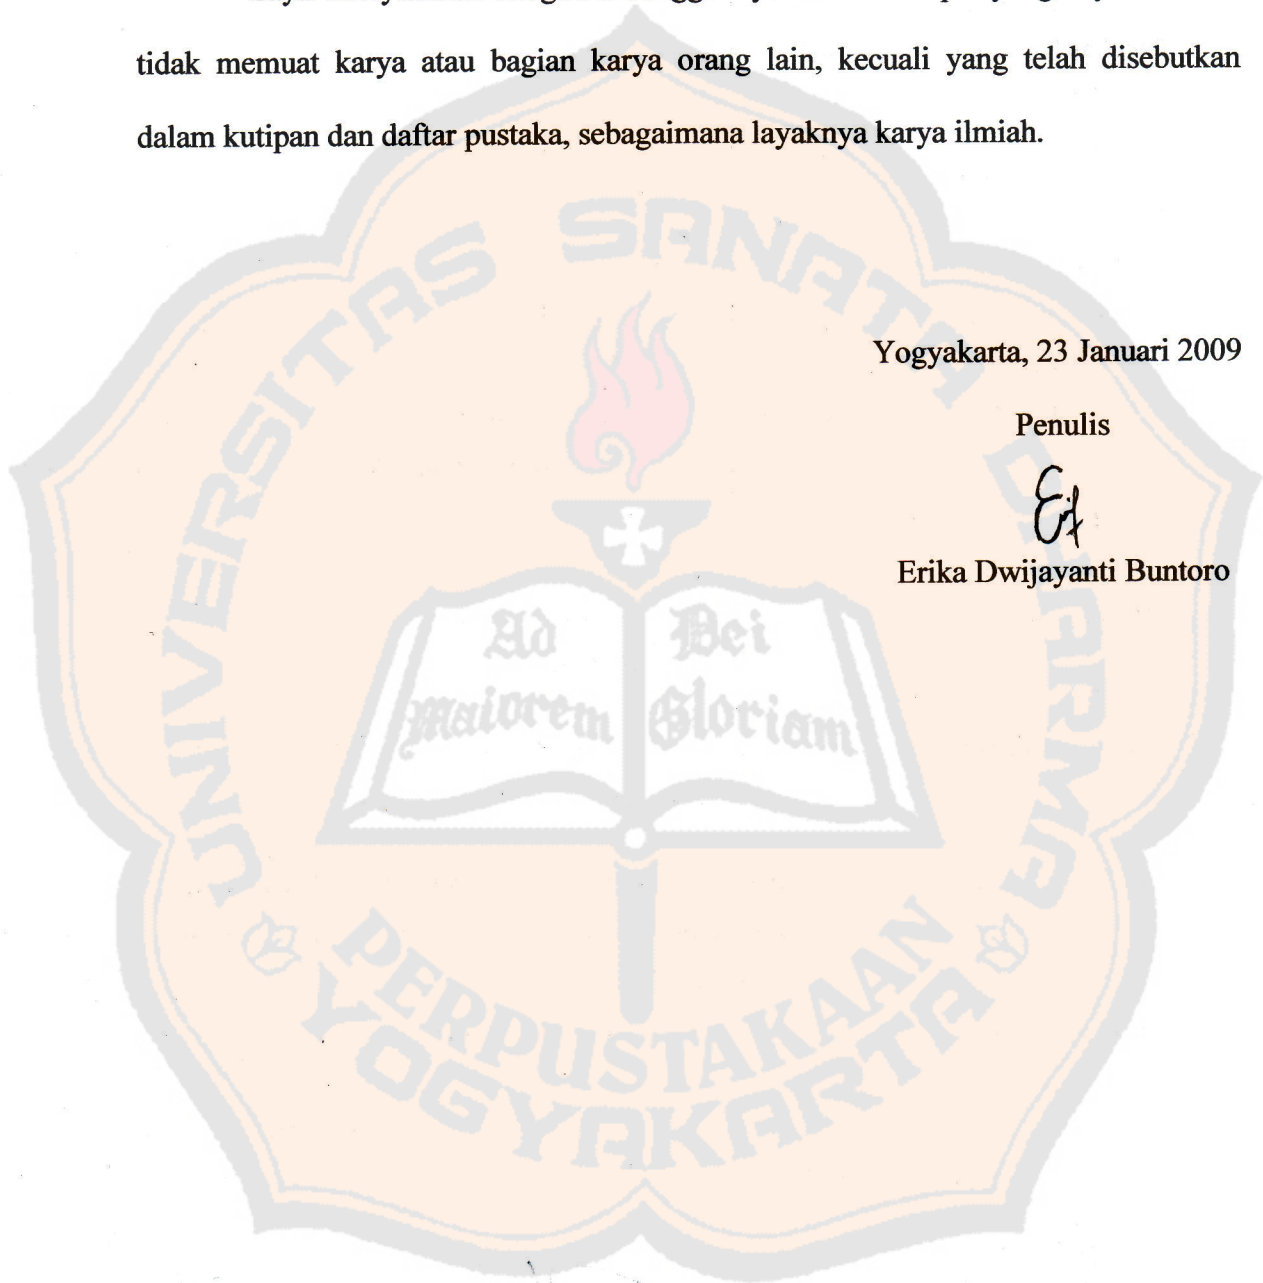 tidak memuat karya atau bagian karya orang lain, kecuali yang telah disebutkan
dalam kutipan dan daftar pustaka, sebagaimana layaknya karya ilmiah.
UNIVERSITAS SANATA DHARMA
Yogyakarta, 23 Januari 2009
Penulis
Erika Dwijayanti Buntoro
Ad
maiorem
Dei
Gloriam
PERPUSTAKAAN
YOGYAKARTA